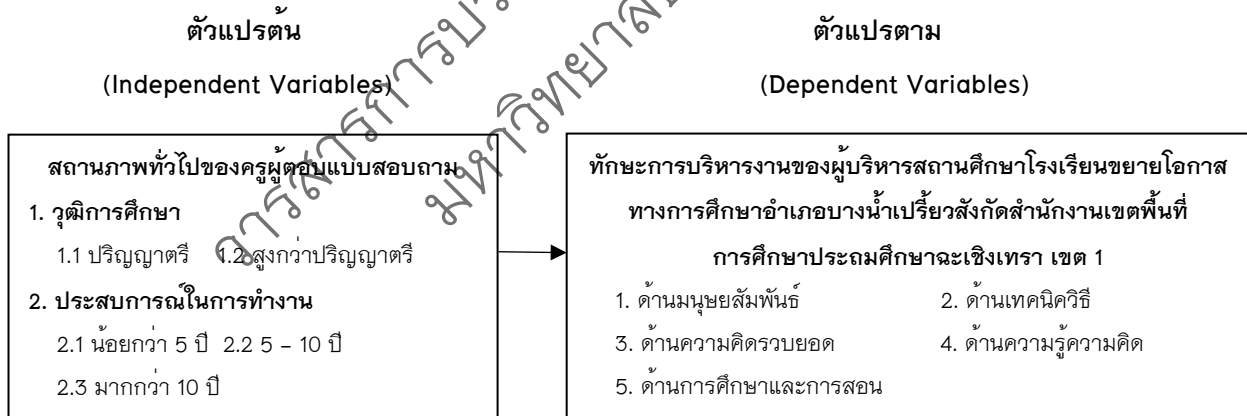 ตัวแปรต้น
(Independent Variables)
สถานภาพทั่วไปของครูผู้ตอบแบบสอบถาม
1. วุฒิการศึกษา
1.1 ปริญญาตรี 1.2 สูงกว่าปริญญาตรี
2. ประสบการณ์ในการทำงาน
2.1 น้อยกว่า 5 ปี 2.2 5 – 10 ปี
2.3 มากกว่า 10 ปี
ตัวแปรตาม
(Dependent Variables)
ทักษะการบริหารงานของผู้บริหารสถานศึกษาโรงเรียนขยายโอกาส
ทางการศึกษาอำเภอบางน้ำเปรี้ยวสังกัดสำนักงานเขตพื้นที่
การศึกษาประถมศึกษาฉะเชิงเทรา เขต 1
1. ด้านมนุษยสัมพันธ์ 2. ด้านเทคนิควิธี
3. ด้านความคิดรวบยอด 4. ด้านความรู้ความคิด
5. ด้านการศึกษาและการสอน